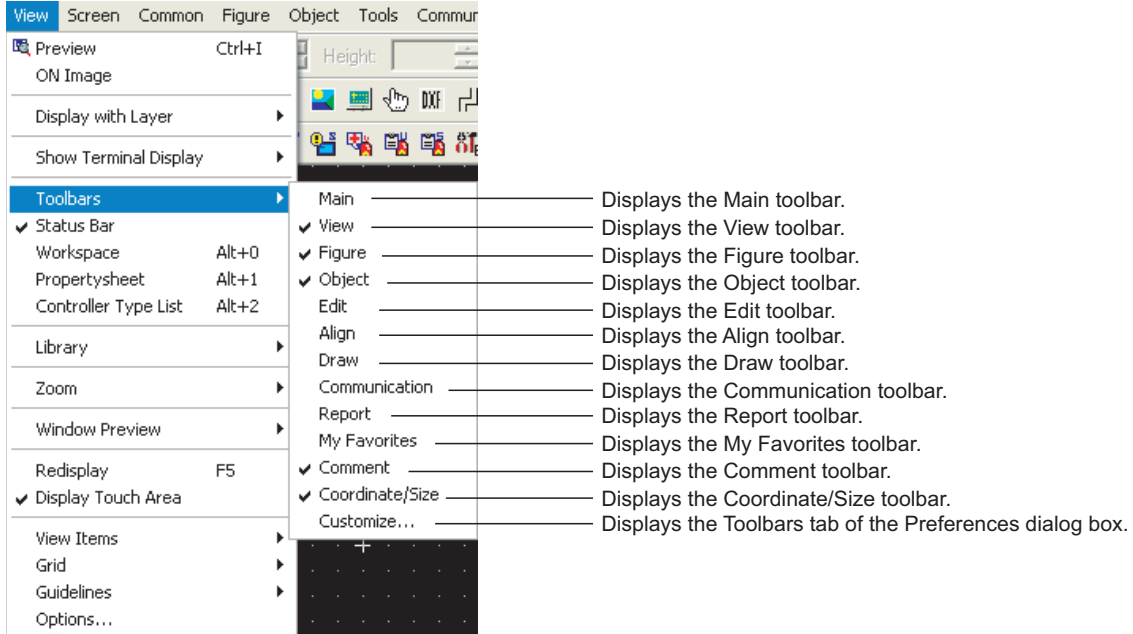 View Screen Common Figure Object Tools Commur
Preview Ctrl+I
Height:
ON Image
DXF
Display with Layer
Show Terminal Display
Toolbars
Main Displays the Main toolbar.
Status Bar
View Displays the View toolbar.
Workspace Alt+0
Figure Displays the Figure toolbar.
Propertysheet Alt+1
Object Displays the Object toolbar.
Controller Type List Alt+2
Edit Displays the Edit toolbar.
Align Displays the Align toolbar.
Library
Draw Displays the Draw toolbar.
Zoom
Communication Displays the Communication toolbar.
Report Displays the Report toolbar.
Window Preview
My Favorites Displays the My Favorites toolbar.
Redisplay F5
Comment Displays the Comment toolbar.
Display Touch Area
Coordinate/Size Displays the Coordinate/Size toolbar.
Customize... Displays the Toolbars tab of the Preferences dialog box.
View Items
Grid
Guidelines
Options...